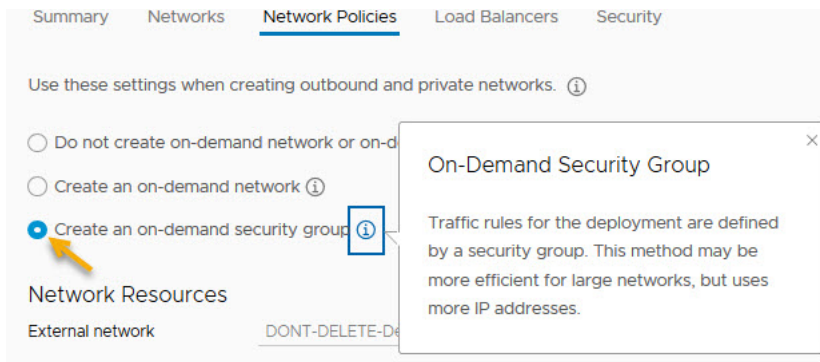 Summary Networks Network Policies Load Balancers Security
Use these settings when creating outbound and private networks.
Do not create on-demand network or on-d
Create an on-demand network
Create an on-demand security group
On-Demand Security Group
Traffic rules for the deployment are defined
by a security group. This method may be
more efficient for large networks, but uses
more IP addresses.
Network Resources
External network DONT-DELETE-De